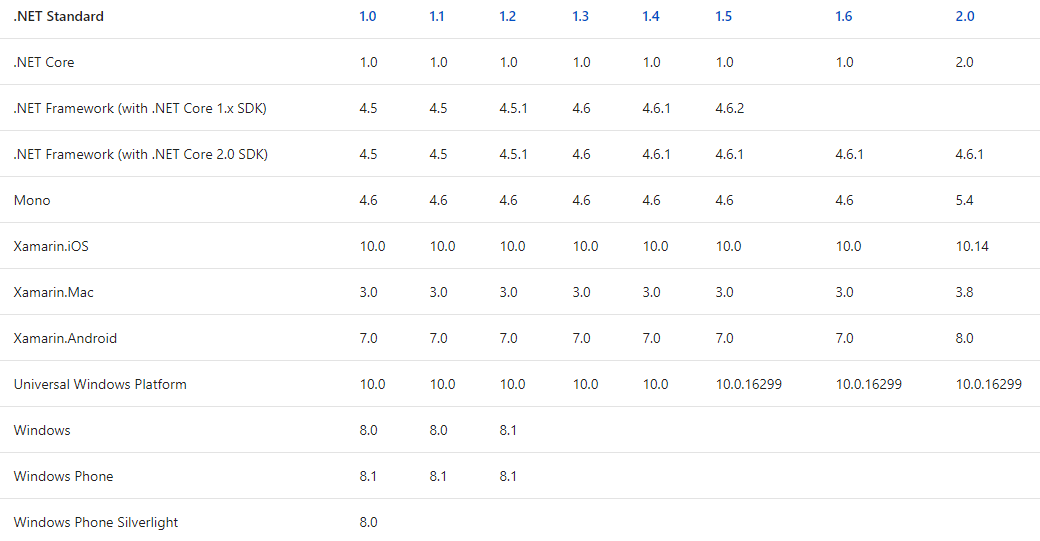 .NET Standard 1.0 1.1 1.2 1.3 1.4 1.5 1.6 2.0
.NET Core 1.0 1.0 1.0 1.0 1.0 1.0 1.0 2.0
.NET Framework (with .NET Core 1.x SDK) 4.5 4.5 4.5.1 4.6 4.6.1 4.6.2
.NET Framework (with .NET Core 2.0 SDK) 4.5 4.5 4.5.1 4.6 4.6.1 4.6.1 4.6.1 4.6.1
Mono 4.6 4.6 4.6 4.6 4.6 4.6 4.6 5.4
Xamarin.iOS 10.0 10.0 10.0 10.0 10.0 10.0 10.0 10.14
Xamarin.Mac 3.0 3.0 3.0 3.0 3.0 3.0 3.0 3.8
Xamarin.Android 7.0 7.0 7.0 7.0 7.0 7.0 7.0 8.0
Universal Windows Platform 10.0 10.0 10.0 10.0 10.0 10.0.16299 10.0.16299 10.0.16299
Windows 8.0 8.0 8.1
Windows Phone 8.1 8.1 8.1
Windows Phone Silverlight 8.0